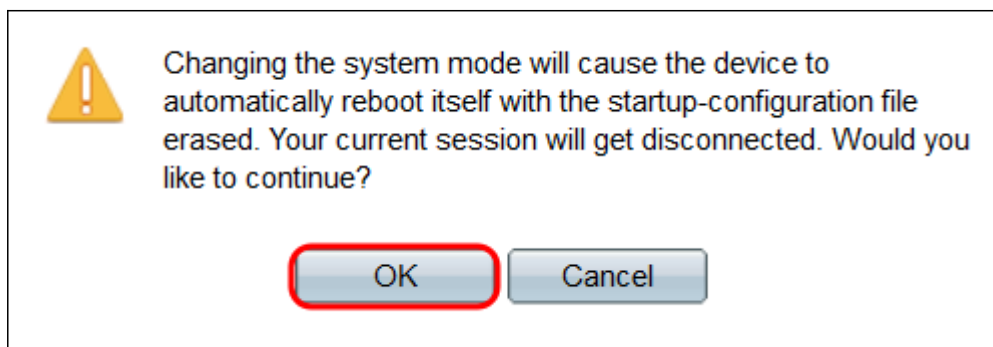 Changing the system mode will cause the device to
automatically reboot itself with the startup-configuration file
erased. Your current session will get disconnected. Would you
like to continue?
OK Cancel